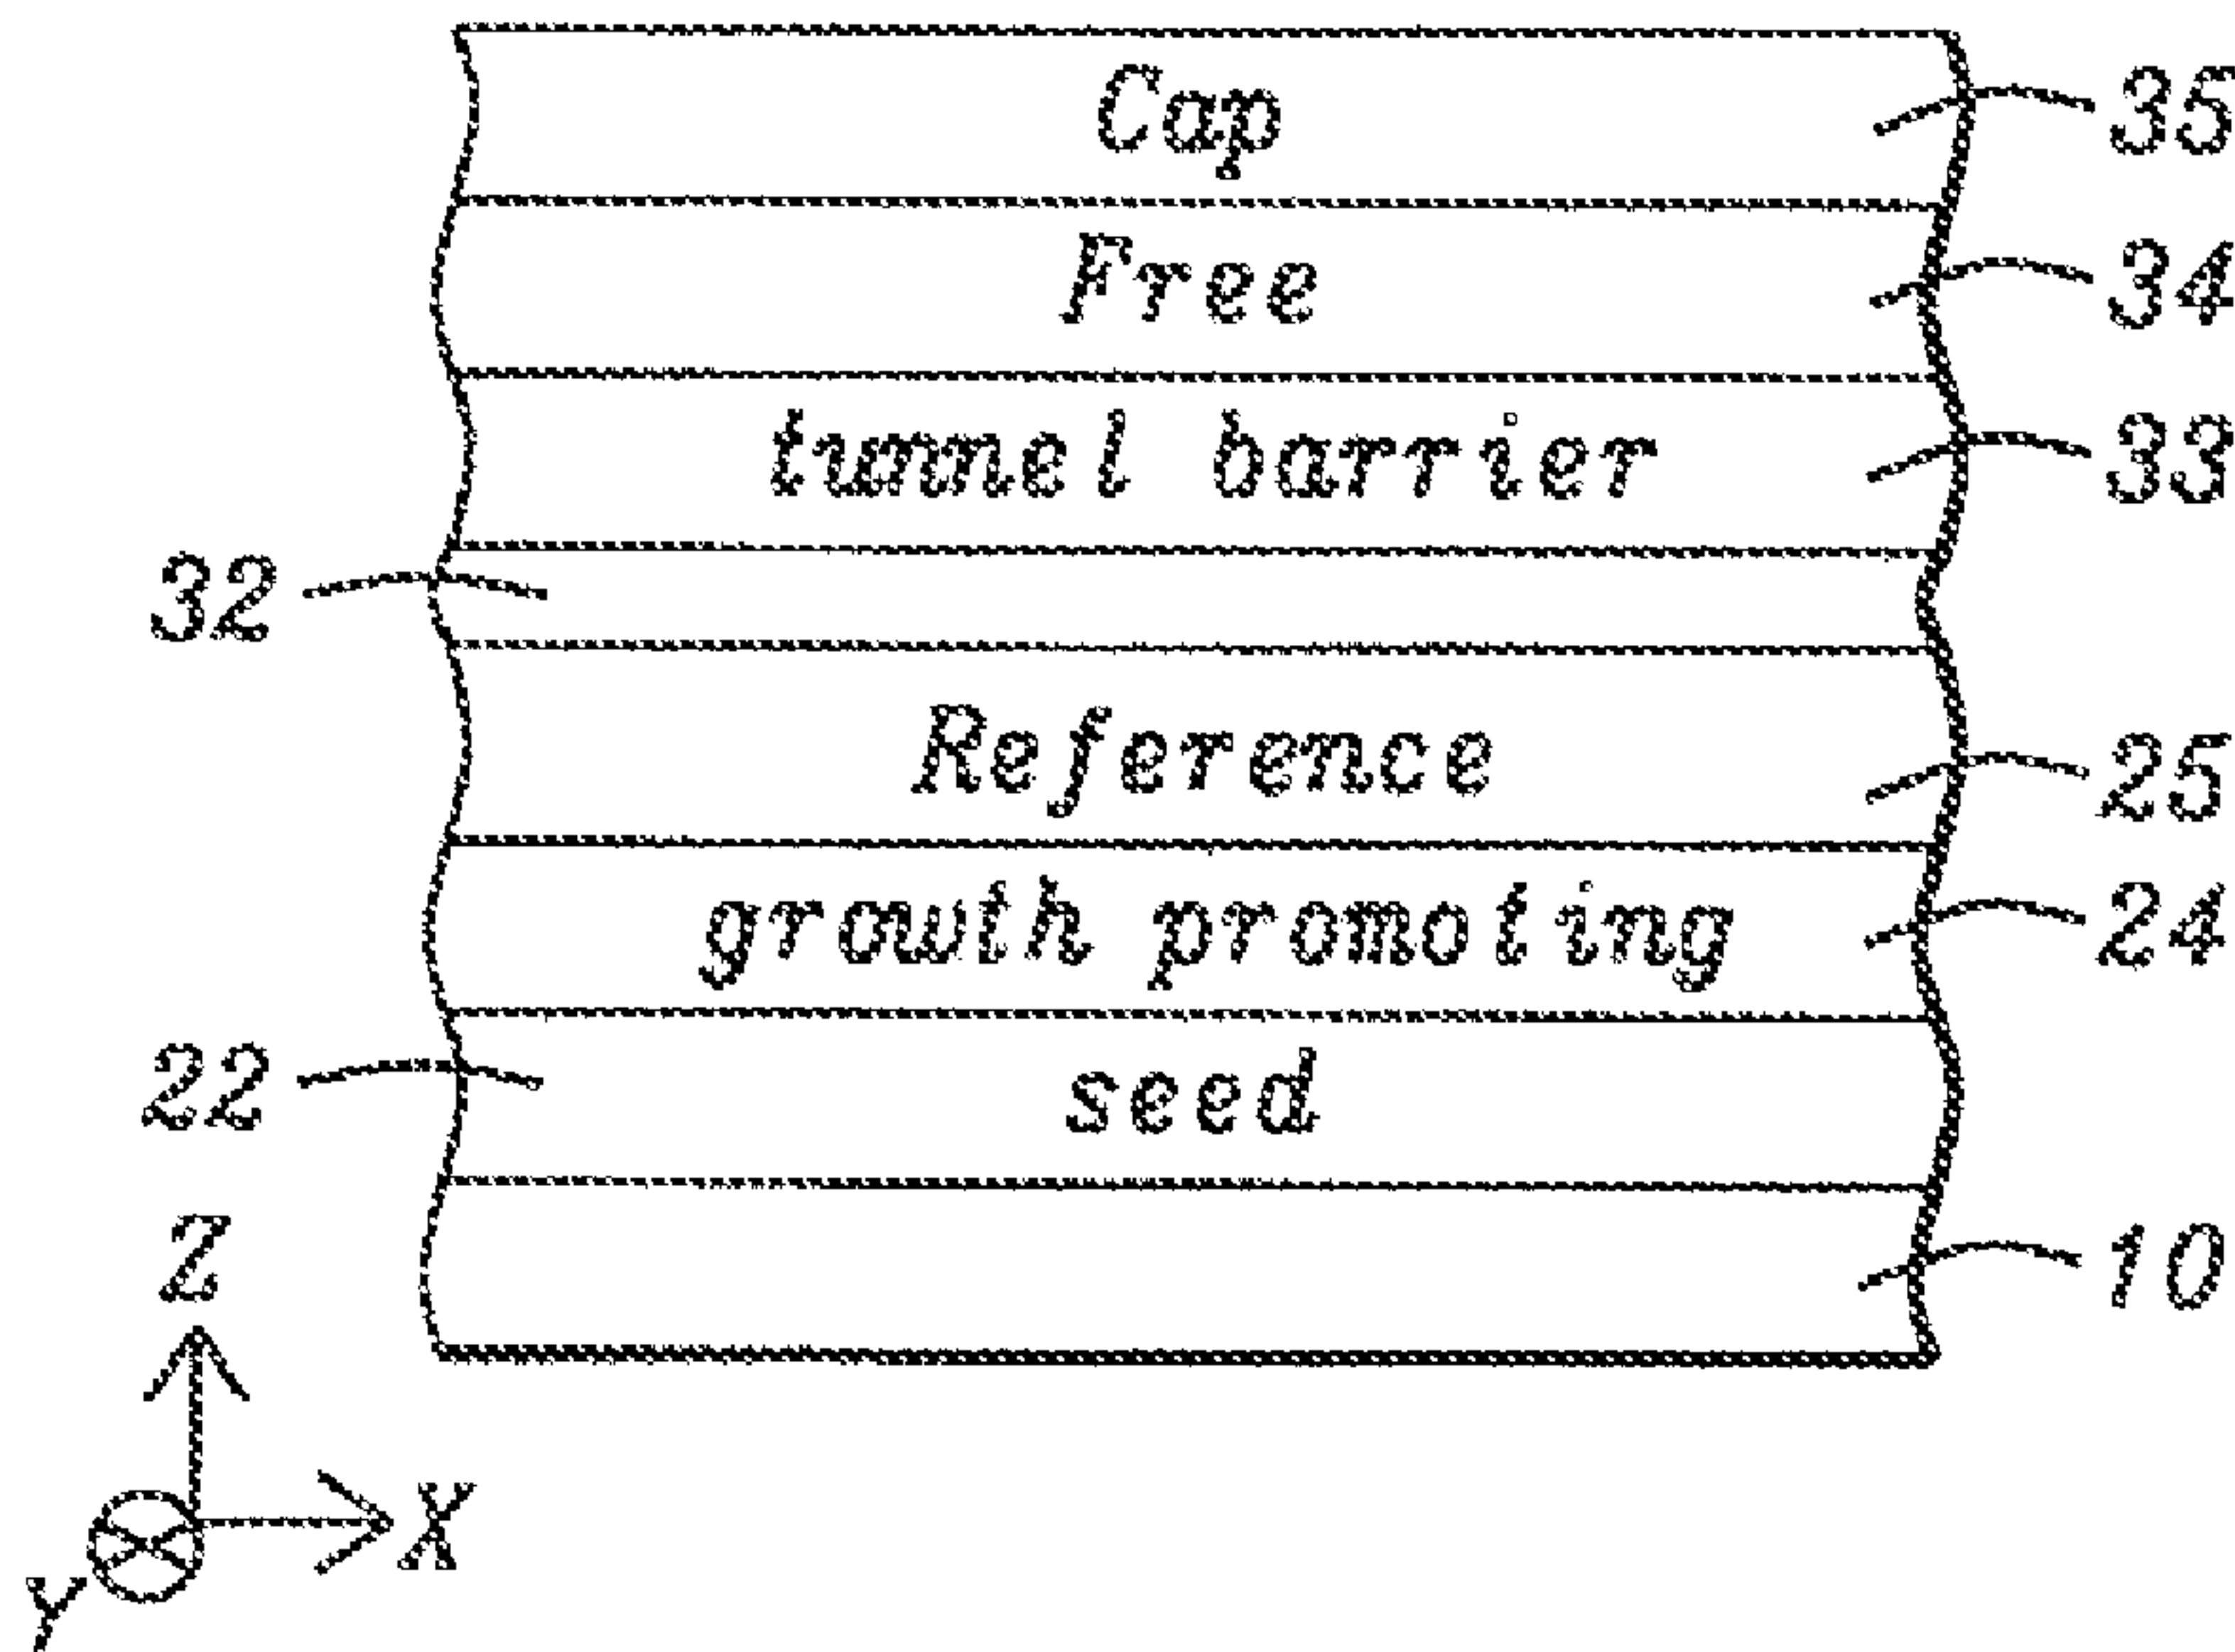 Cap 35
Free 34
tunnel barrier 33
32
Reference 25
growth promoting 24
22 seed
10
Z
X
Y